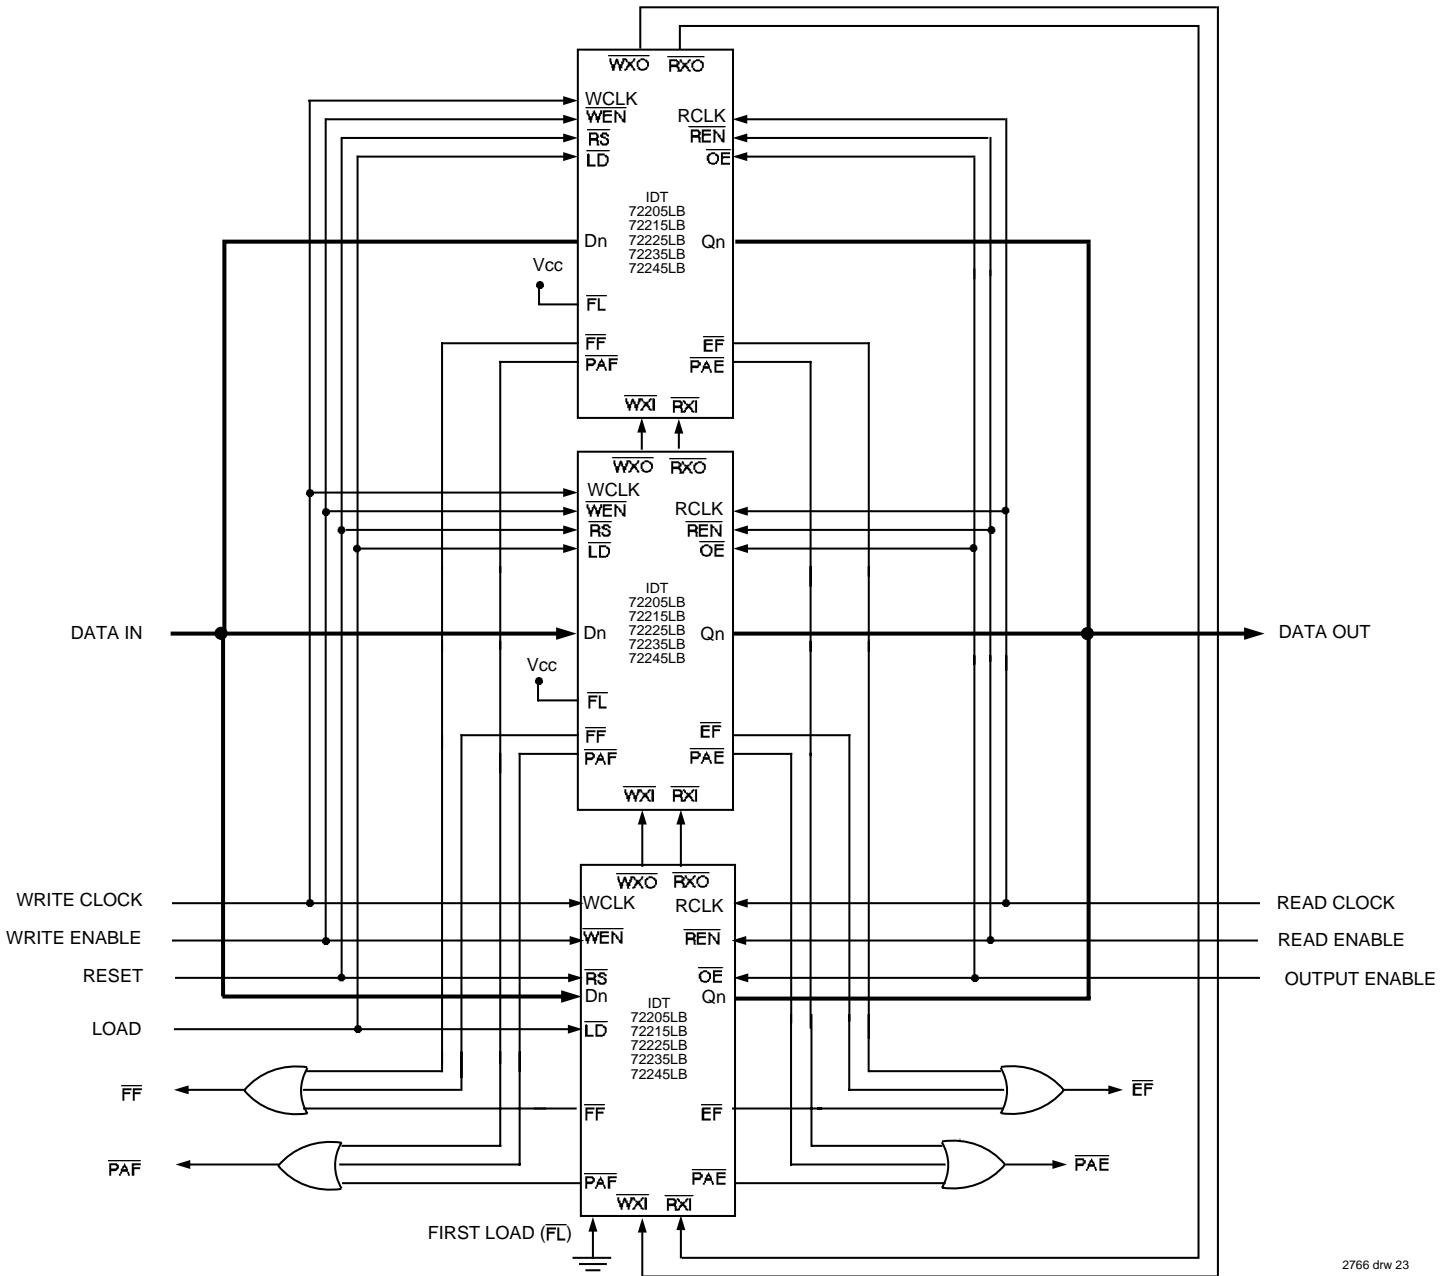 WXO RXO
WCLK
WEN
RS
LD
RCLK
REN
OE
IDT
72205LB
72215LB
72225LB
72235LB
72245LB
Dn
Qn
Vcc
FL
FF
PAF
EF
PAE
WXI RXI
WXO RXO
WCLK
WEN
RS
LD
RCLK
REN
OE
IDT
72205LB
72215LB
72225LB
72235LB
72245LB
DATA IN
Dn
Qn
DATA OUT
Vcc
FL
FF
PAF
EF
PAE
WXI RXI
WXO RXO
WRITE CLOCK
WCLK
RCLK
READ CLOCK
WRITE ENABLE
WEN
REN
READ ENABLE
RESET
RS
OE
OUTPUT ENABLE
Dn
Qn
LOAD
LD
IDT
72205LB
72215LB
72225LB
72235LB
72245LB
FF
FF
EF
EF
PAF
PAF
PAE
PAE
WXI RXI
FIRST LOAD (FL)
2766 drw 23